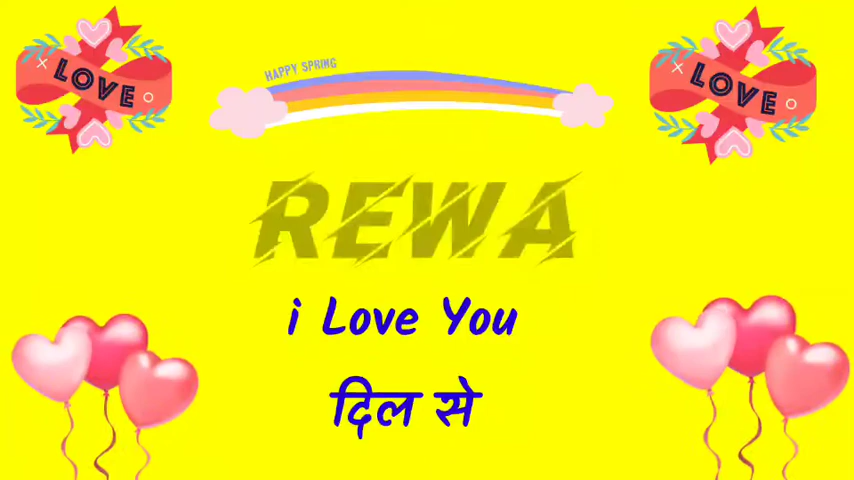 LOVE
HAPPY SPRING
LOVE
REWA
i Love You
दिल से